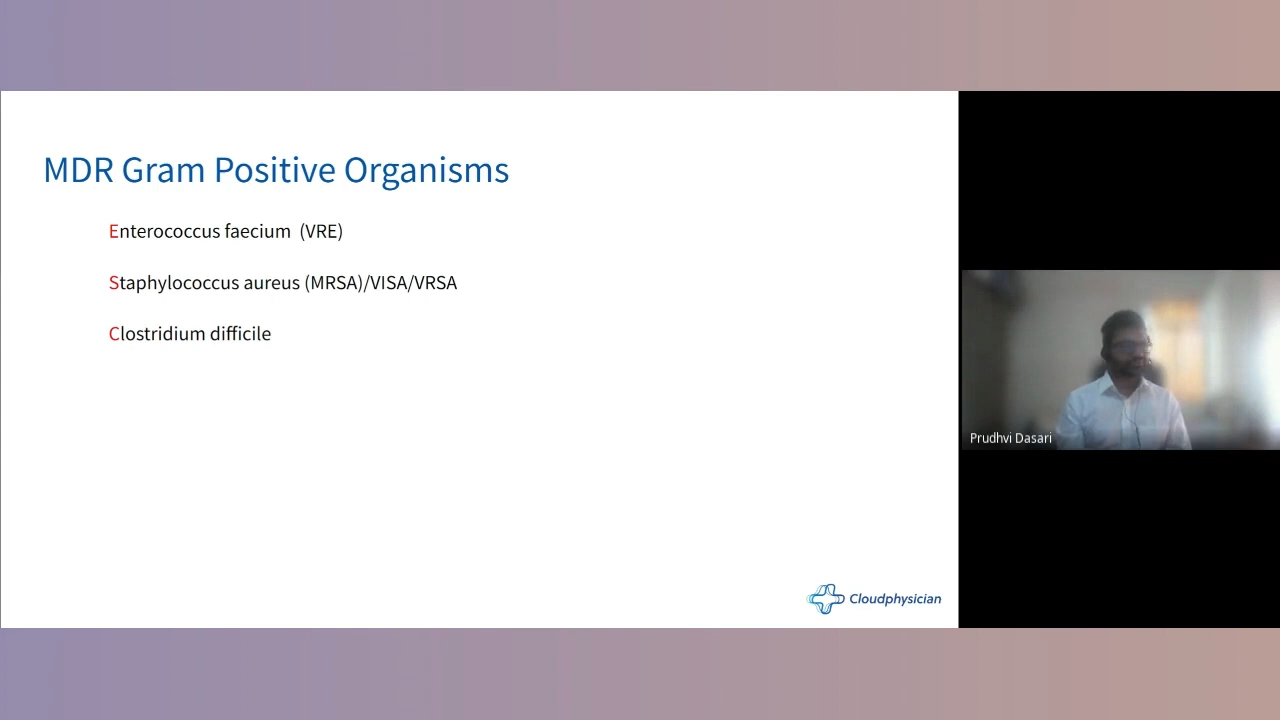 MDR Gram Positive Organisms
Enterococcus faecium (VRE)
Staphylococcus aureus (MRSA)/VISA/VRSA
Clostridium difficile
Prudhvi Dasari
Cloudphysician